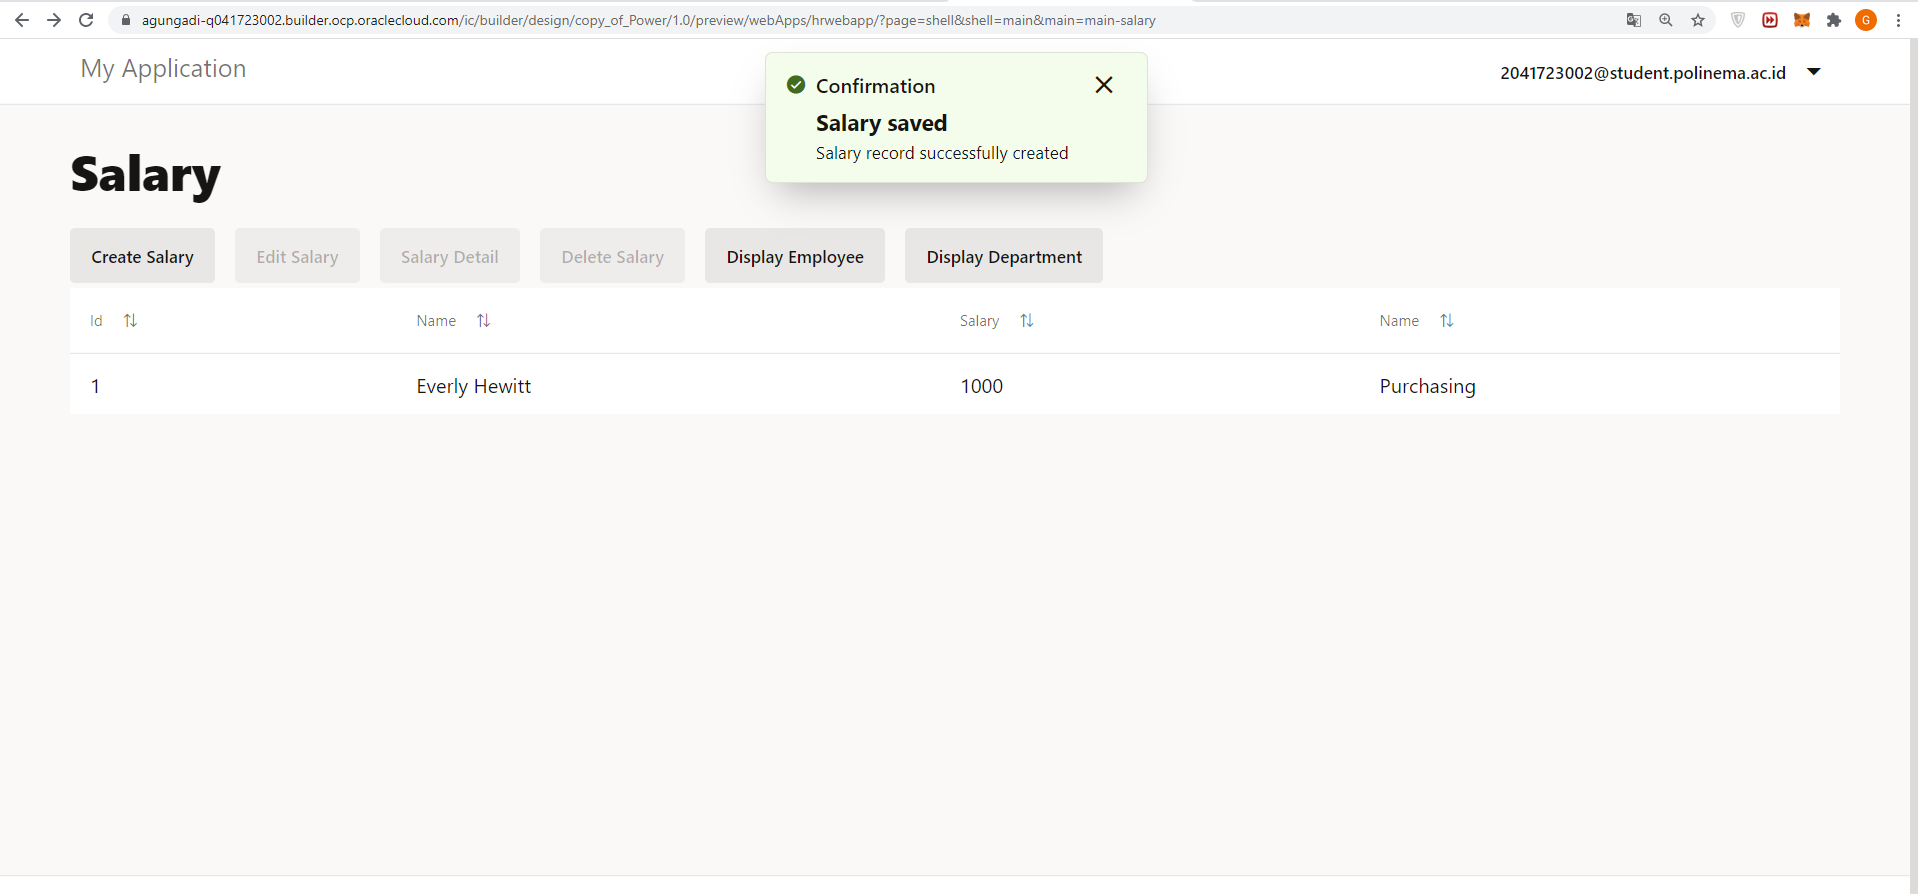 agungadi-q041723002.builder.ocp.oraclecloud.com/ic/builder/design/copy_of_Power/1.0/preview/webApps/hrwebapp/?page=shell&shell=main&main=main-salary
G
My Application
2041723002@student.polinema.ac.id
Confirmation
Salary saved
Salary record successfully created
Salary
Create Salary Edit Salary Salary Detail Delete Salary Display Employee Display Department
Id Name Salary Name
1 Everly Hewitt 1000 Purchasing